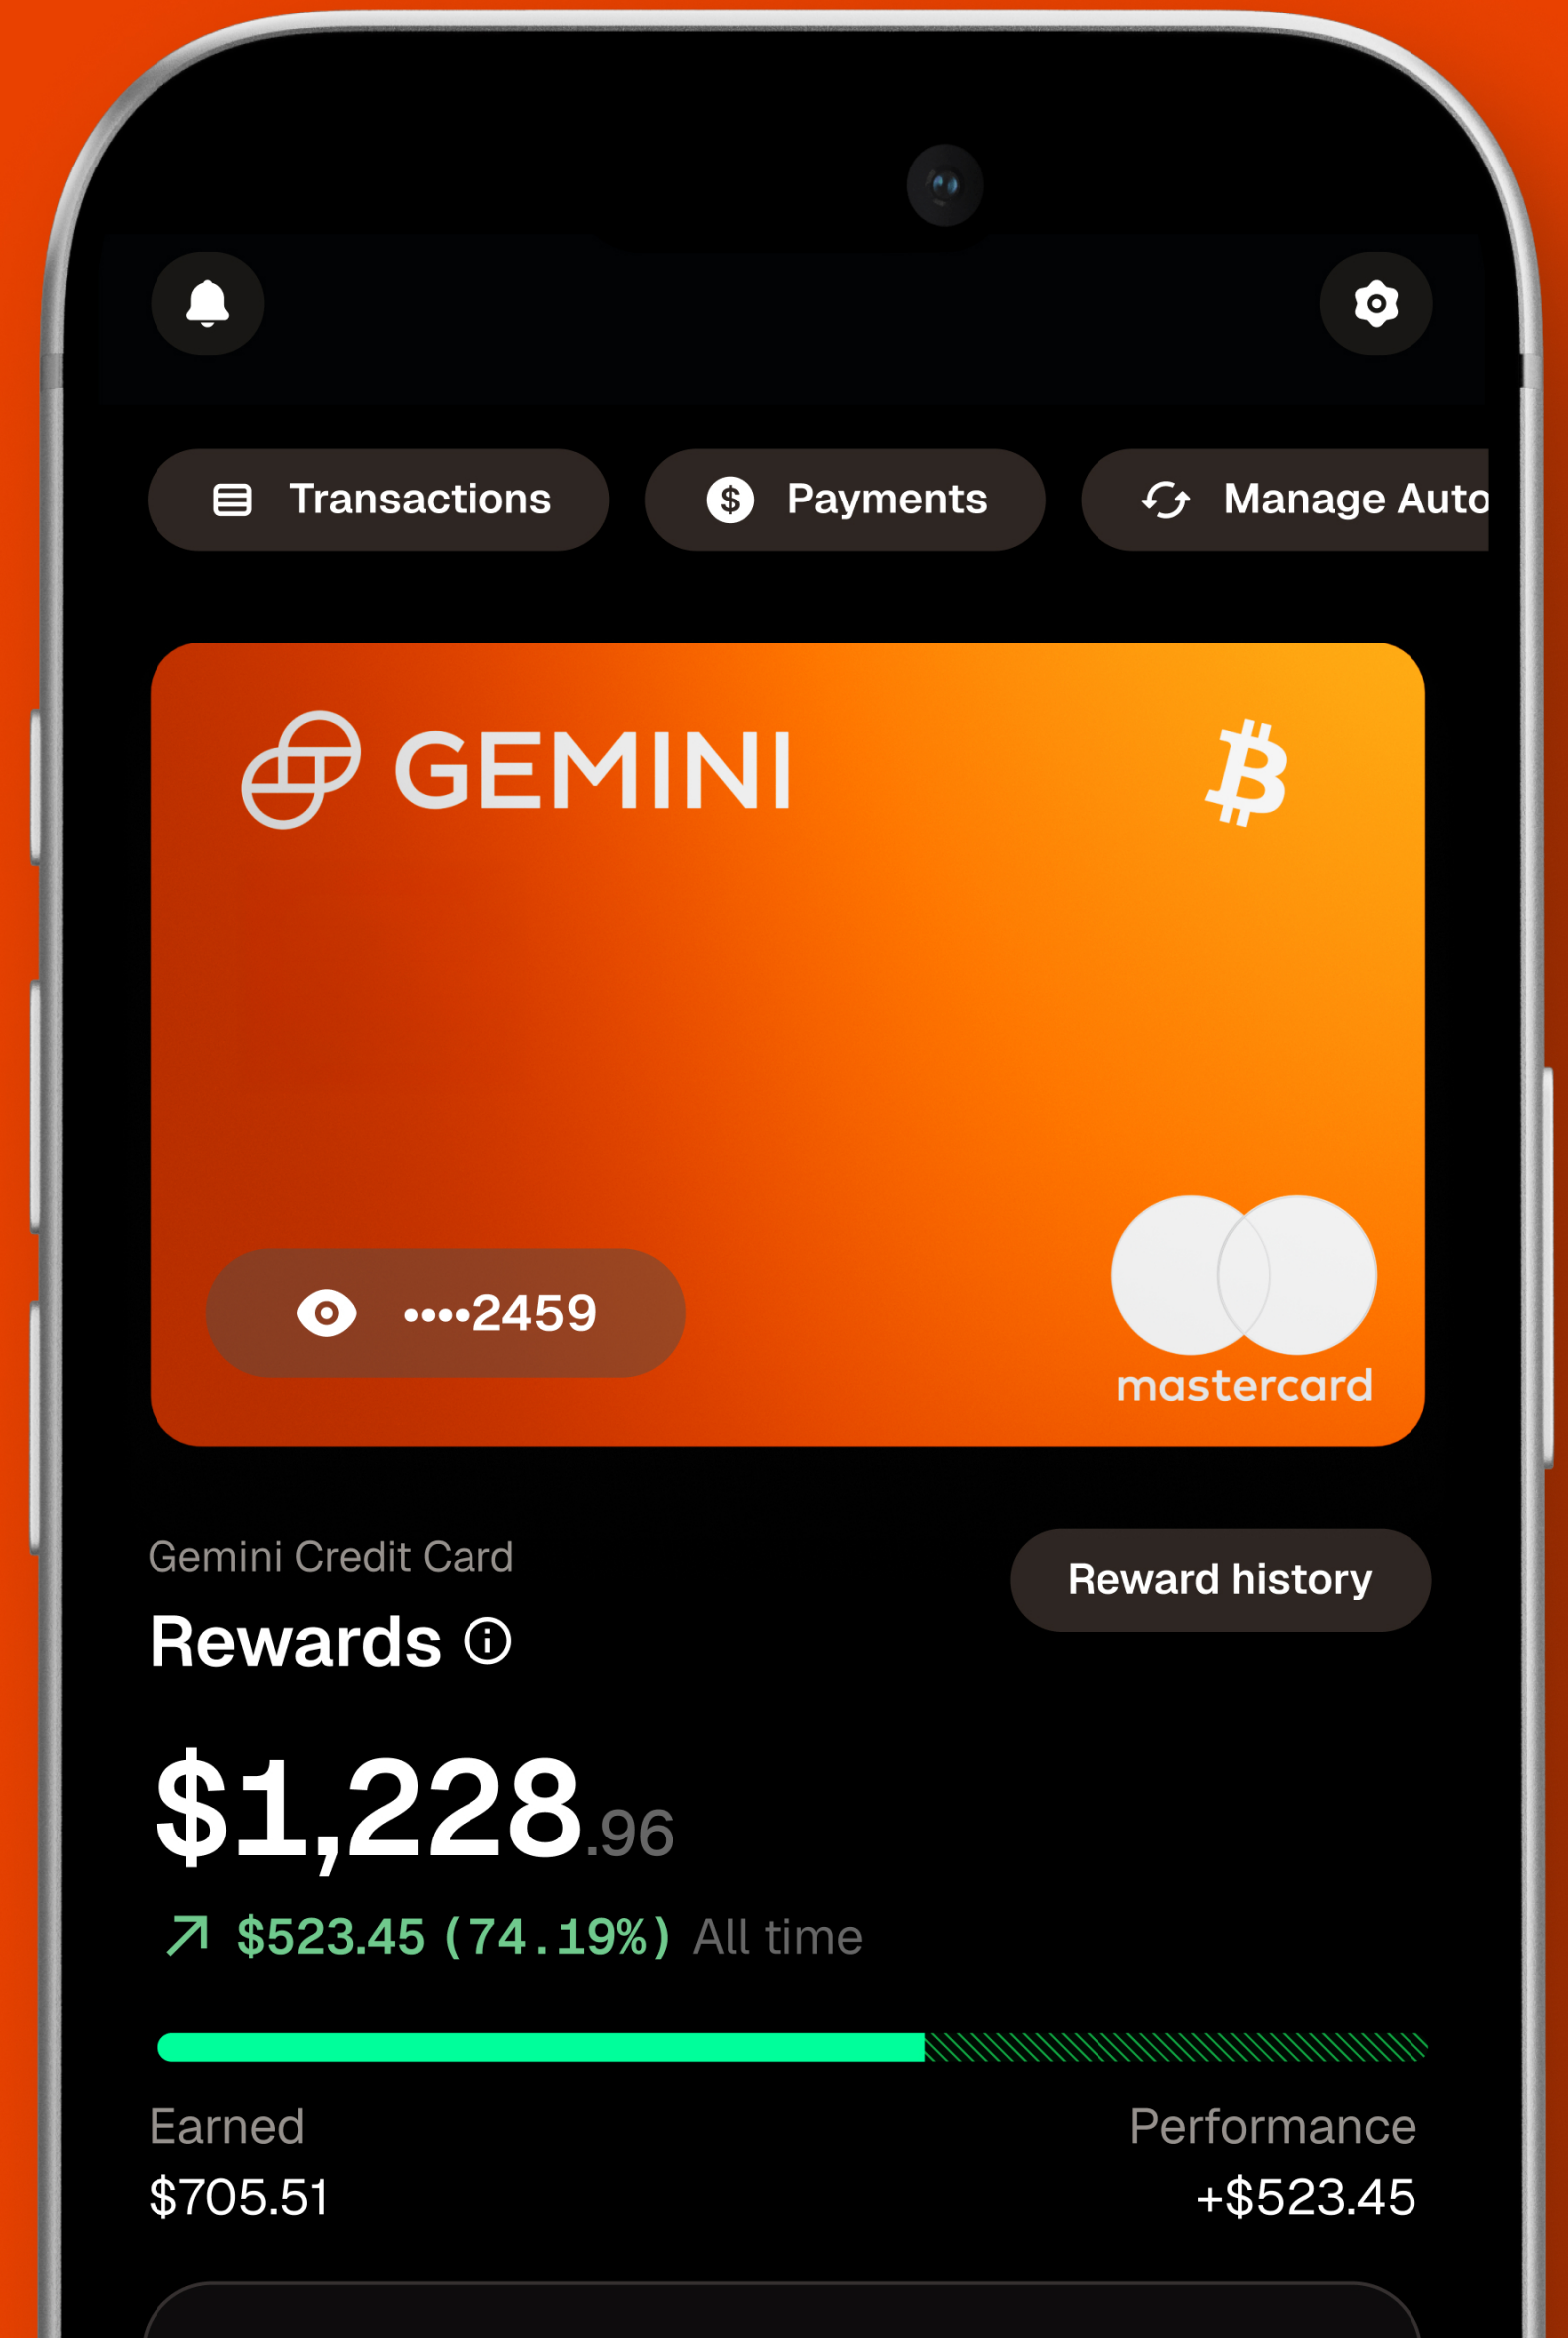 Transactions
Payments
Manage Auto
GEMINI
••••2459
mastercard
Gemini Credit Card
Reward history
Rewards
$1,228.96
$523.45 (74.19%) All time
Earned
Performance
$705.51
+$523.45